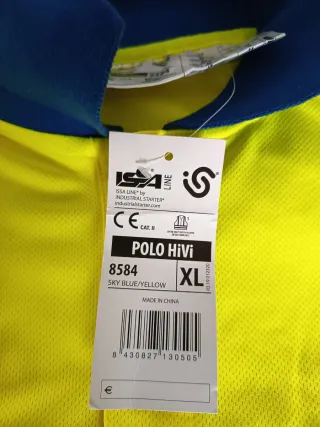 ISSA LINE
ISSA LINE® by
INDUSTRIAL STARTER®
industrialstarter.com
CE CAT. II
POLO HiVi
8584
SKY BLUE/YELLOW
XL
MADE IN CHINA
8 430827 130505
€